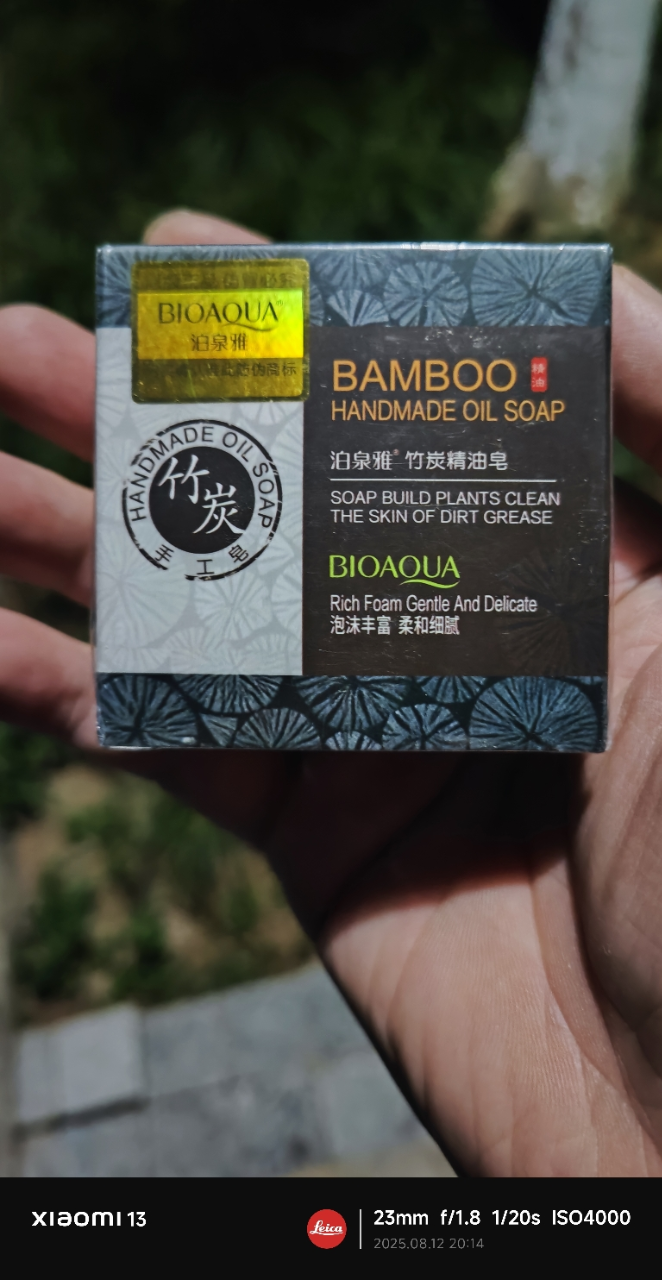 BIOAQUA
泊泉雅
BAMBOO 精油
HANDMADE OIL SOAP
泊泉雅® 竹炭精油皂
SOAP BUILD PLANTS CLEAN
THE SKIN OF DIRT GREASE
BIOAQUA
Rich Foam Gentle And Delicate
泡沫丰富 柔和细腻
HANDMADE OIL SOAP
竹炭
手工皂
XIAOMI 13
Leica
23mm f/1.8 1/20s ISO4000
2025.08.12 20:14